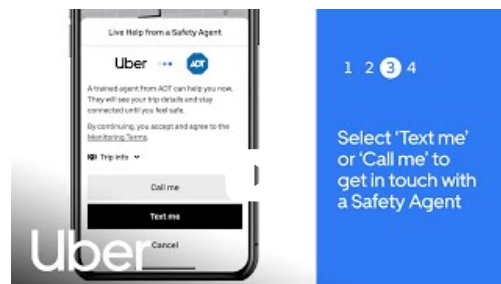 Live Help from a Safety Agent
Uber ADT
A trained agent from ADT can help you now.
They will see your trip details and stay
connected until you feel safe.
By continuing, you accept and agree to the
Monitoring Terms.
Trip info
Call me
Text me
Cancel
Uber
1 2 3 4
Select ‘Text me’
or ‘Call me’ to
get in touch with
a Safety Agent